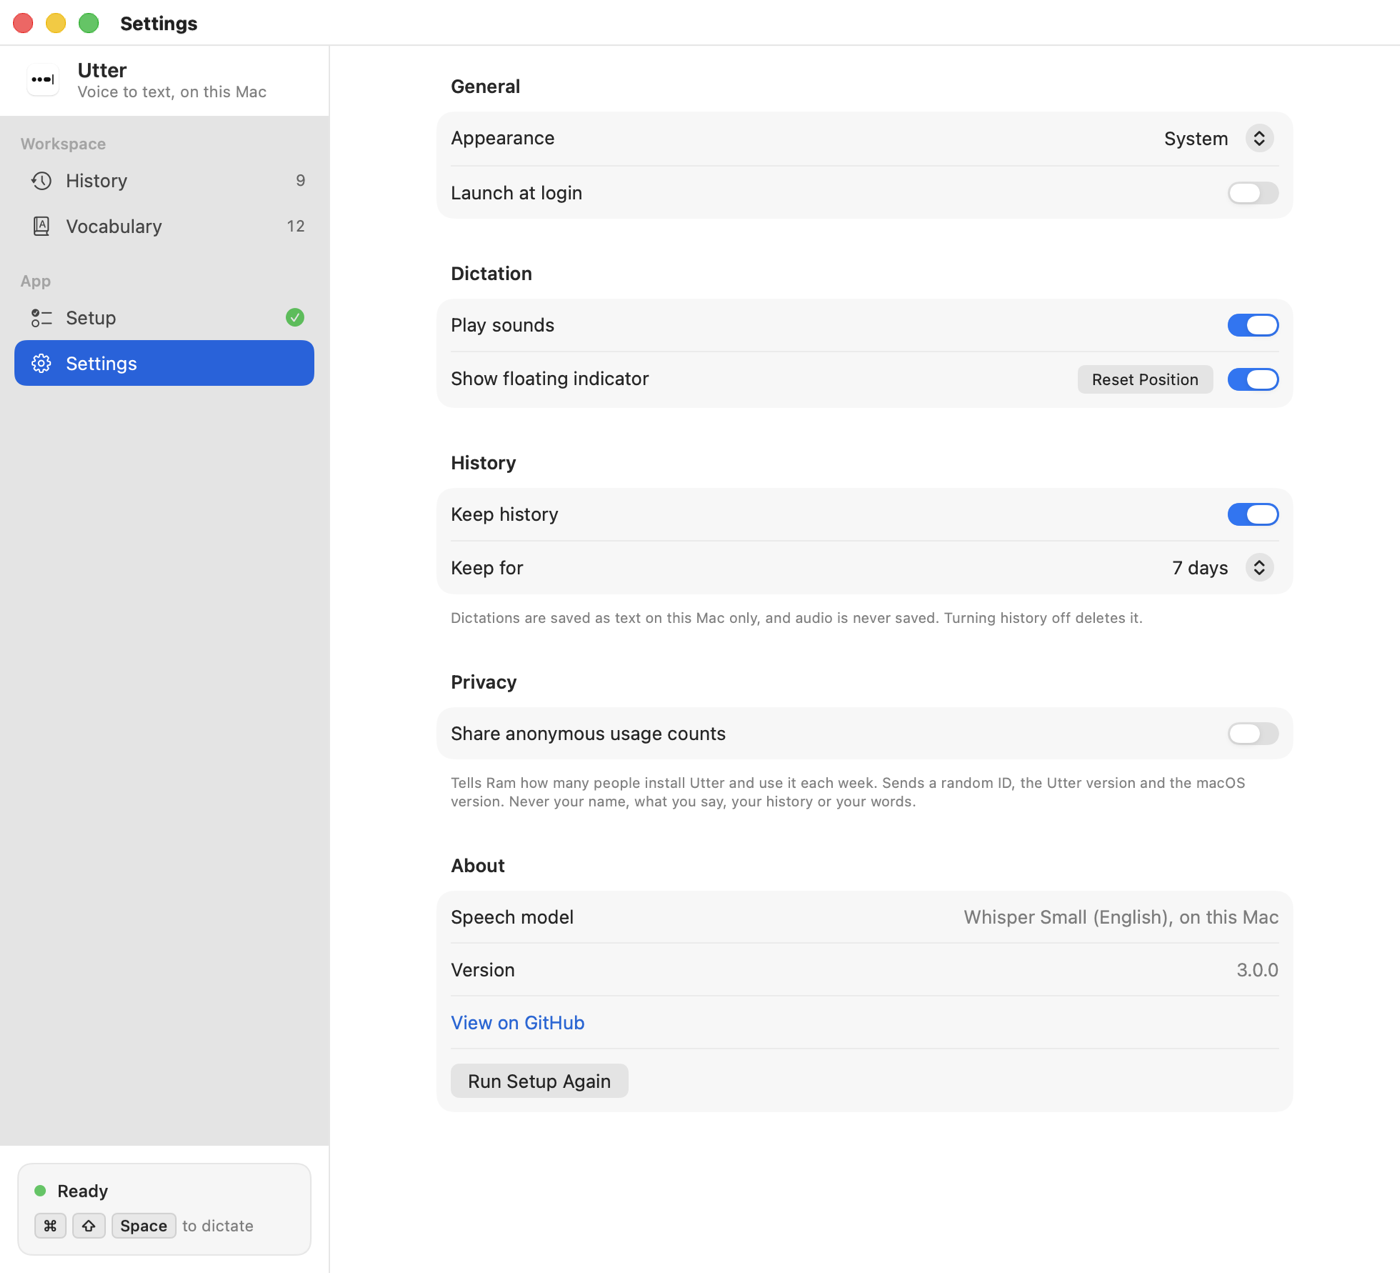 Settings
Utter
Voice to text, on this Mac
Workspace
History 9
Vocabulary 12
App
Setup
Settings
Ready
⌘ ⇧ Space to dictate
General
Appearance System
Launch at login
Dictation
Play sounds
Show floating indicator Reset Position
History
Keep history
Keep for 7 days
Dictations are saved as text on this Mac only, and audio is never saved. Turning history off deletes it.
Privacy
Share anonymous usage counts
Tells Ram how many people install Utter and use it each week. Sends a random ID, the Utter version and the macOS
version. Never your name, what you say, your history or your words.
About
Speech model Whisper Small (English), on this Mac
Version 3.0.0
View on GitHub
Run Setup Again